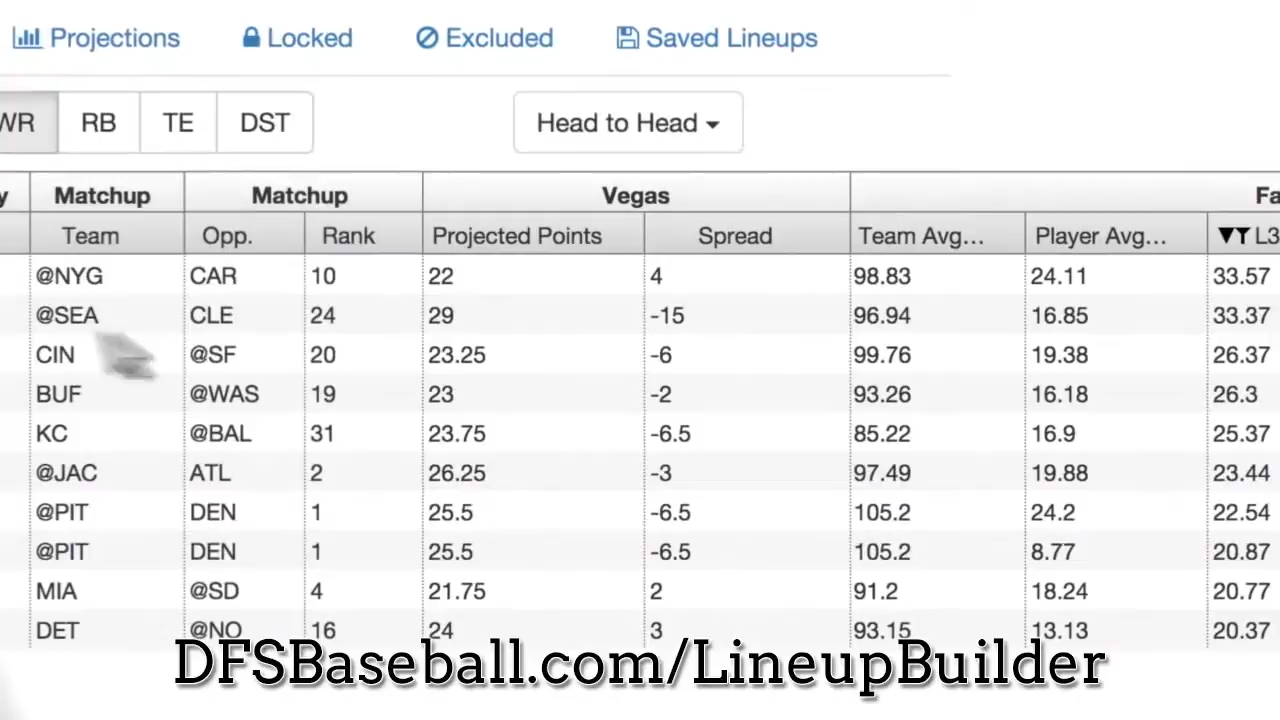 Projections Locked Excluded Saved Lineups
WR RB TE DST Head to Head
y Matchup Matchup Vegas Fa
Team Opp. Rank Projected Points Spread Team Avg... Player Avg... L3
@NYG CAR 10 22 4 98.83 24.11 33.57
@SEA CLE 24 29 -15 96.94 16.85 33.37
CIN @SF 20 23.25 -6 99.76 19.38 26.37
BUF @WAS 19 23 -2 93.26 16.18 26.3
KC @BAL 31 23.75 -6.5 85.22 16.9 25.37
@JAC ATL 2 26.25 -3 97.49 19.88 23.44
@PIT DEN 1 25.5 -6.5 105.2 24.2 22.54
@PIT DEN 1 25.5 -6.5 105.2 8.77 20.87
MIA @SD 4 21.75 2 91.2 18.24 20.77
DET @NO 16 24 3 93.15 13.13 20.37
DFSBaseball.com/LineupBuilder